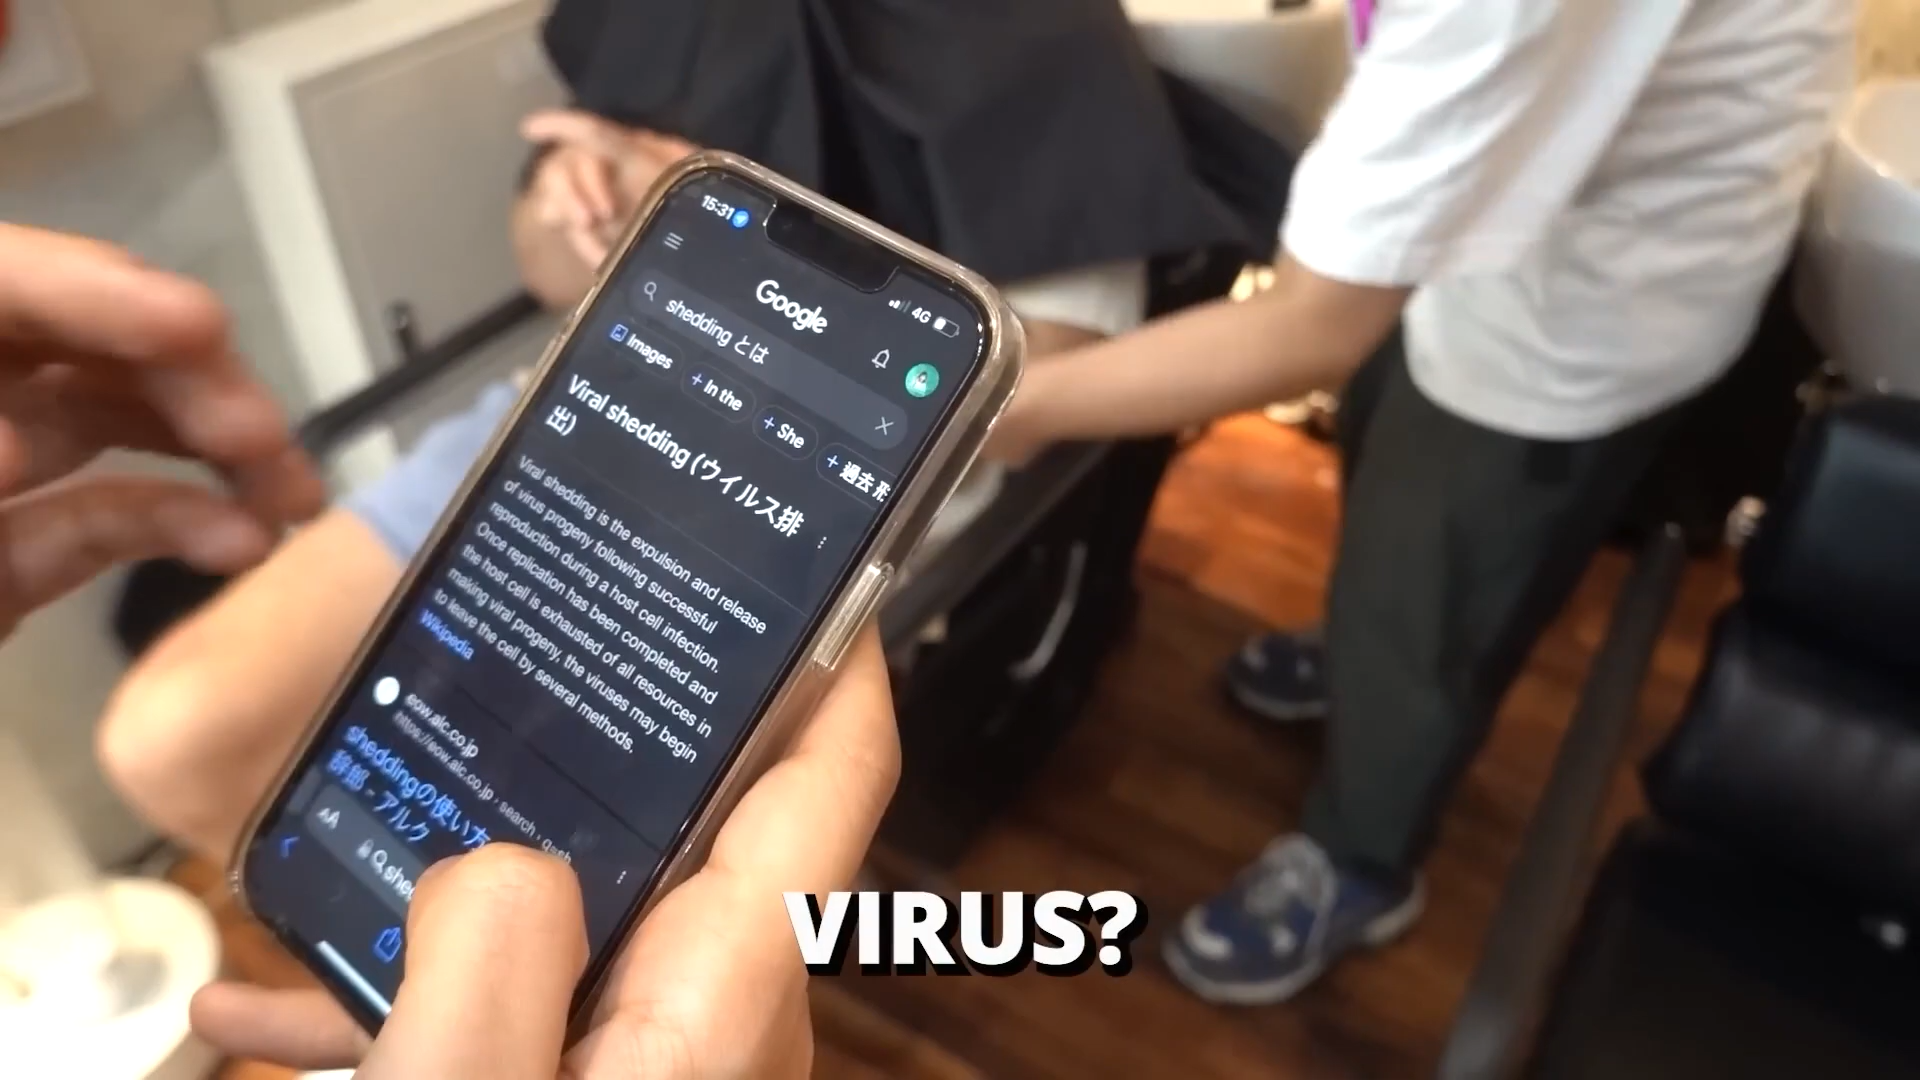 15:31
4G
Google
shedding とは
Images
+ In the
+ She
+ 過去 形
Viral shedding (ウイルス排
出)
Viral shedding is the expulsion and release
of virus progeny following successful
reproduction during a host cell infection.
Once replication has been completed and
the host cell is exhausted of all resources in
making viral progeny, the viruses may begin
to leave the cell by several methods.
Wikipedia
eow.alc.co.jp
https://eow.alc.co.jp › search › q=sh
sheddingの使い方
辞郎 - アルク
AA
shed
VIRUS?